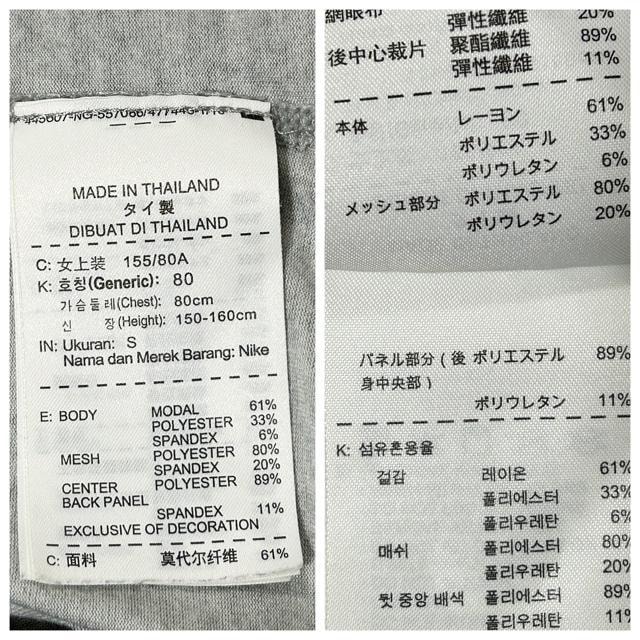 MADE IN THAILAND
タイ製
DIBUAT DI THAILAND
C: 女上装 155/80A
K: 호칭(Generic): 80
가슴둘레(Chest): 80cm
신 장(Height): 150-160cm
IN: Ukuran: S
Nama dan Merek Barang: Nike
E: BODY MODAL 61%
POLYESTER 33%
SPANDEX 6%
MESH POLYESTER 80%
SPANDEX 20%
CENTER POLYESTER 89%
BACK PANEL
SPANDEX 11%
EXCLUSIVE OF DECORATION
C: 面料 莫代尔纤维 61%
網眼布 彈性纖維 20%
後中心裁片 聚酯纖維 89%
彈性纖維 11%
本体 レーヨン 61%
ポリエステル 33%
ポリウレタン 6%
メッシュ部分 ポリエステル 80%
ポリウレタン 20%
パネル部分（後 ポリエステル 89%
身中央部）
ポリウレタン 11%
K: 섬유혼용율
겉감 레이온 61%
폴리에스터 33%
폴리우레탄 6%
매쉬 폴리에스터 80%
폴리우레탄 20%
뒷 중앙 배색 폴리에스터 89%
폴리우레탄 11%